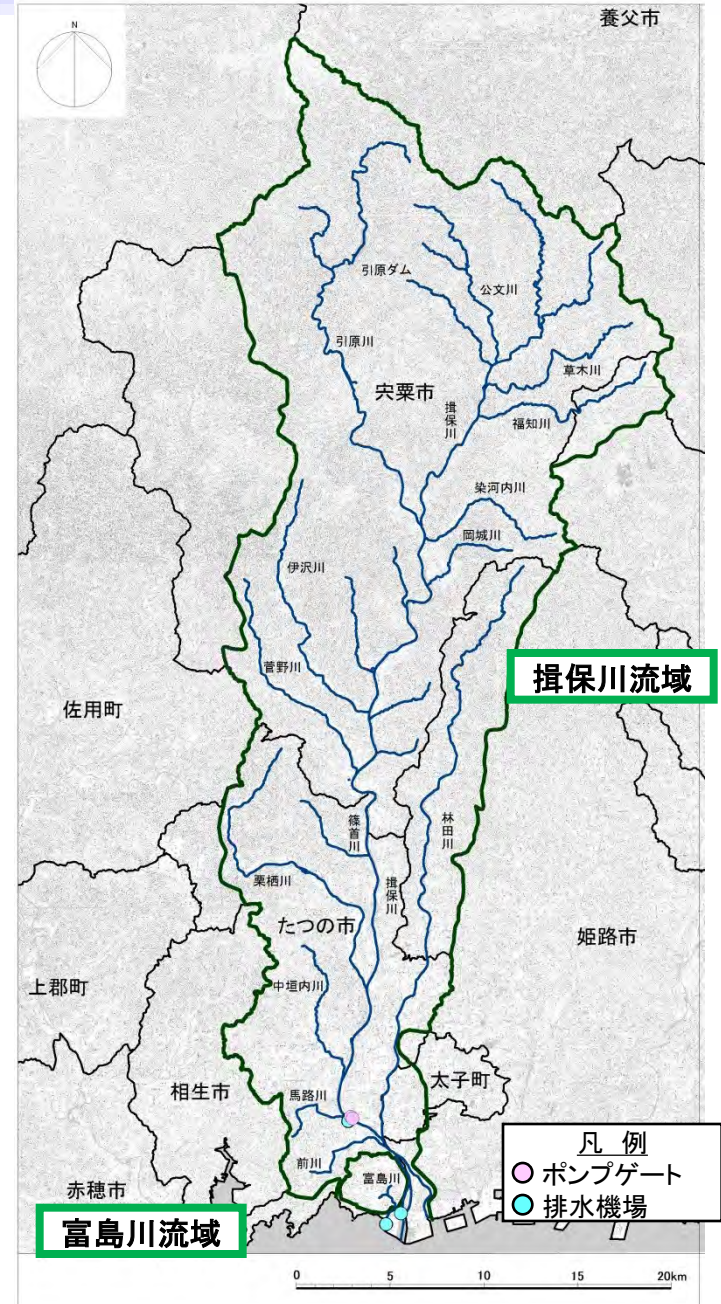 養父市
N
引原ダム
公文川
引原川
宍粟市
草木川
揖保川
福知川
染河内川
岡城川
伊沢川
菅野川
揖保川流域
佐用町
篠首川
林田川
揖保川
栗栖川
たつの市
姫路市
中垣内川
上郡町
太子町
相生市
馬路川
前川
富島川
赤穂市
凡 例
ポンプゲート
排水機場
富島川流域
0 5 10 15 20km